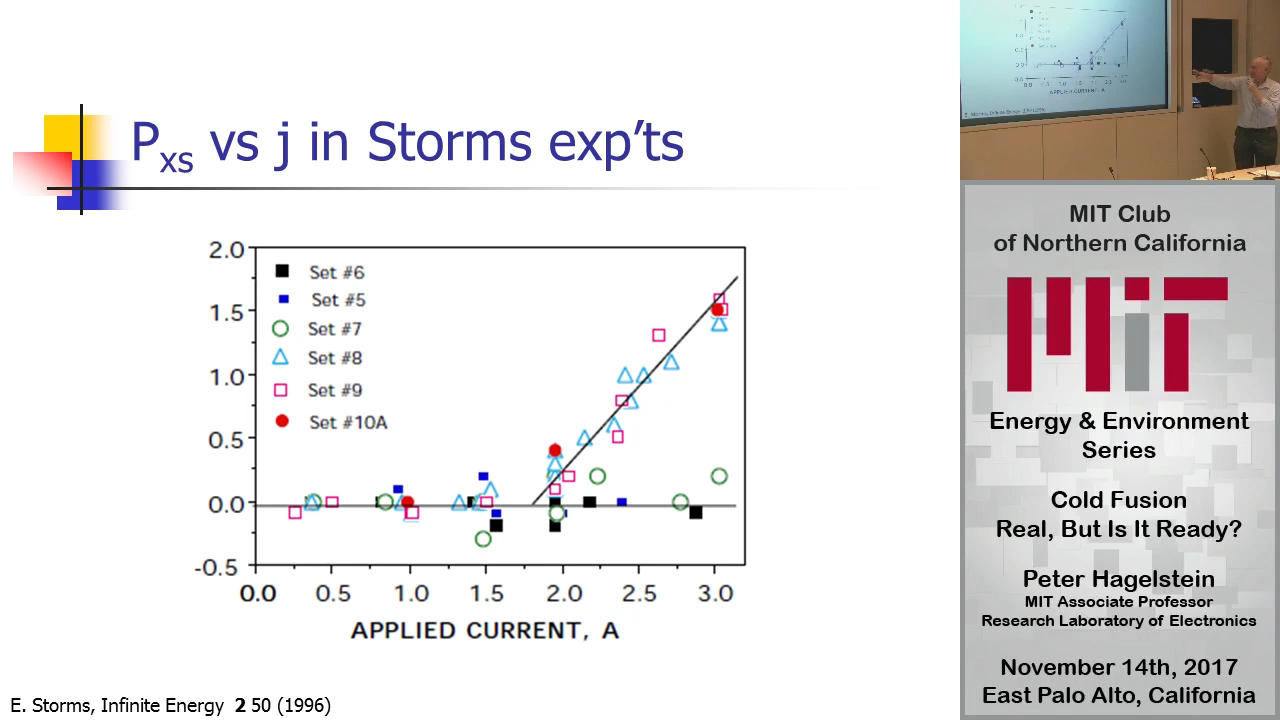 P_xs vs j in Storms exp'ts
2.0
1.5
1.0
0.5
0.0
-0.5
Set #6
Set #5
Set #7
Set #8
Set #9
Set #10A
0.0 0.5 1.0 1.5 2.0 2.5 3.0
APPLIED CURRENT, A
E. Storms, Infinite Energy 2 50 (1996)
APPLIED CURRENT, A
MIT Club
of Northern California
MIT
Energy & Environment
Series
Cold Fusion
Real, But Is It Ready?
Peter Hagelstein
MIT Associate Professor
Research Laboratory of Electronics
November 14th, 2017
East Palo Alto, California